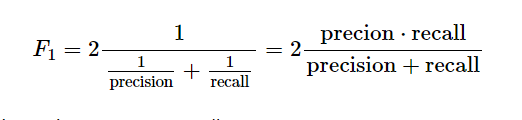 F₁ = 2 1 / (1/precision + 1/recall) = 2 precion · recall / (precision + recall)